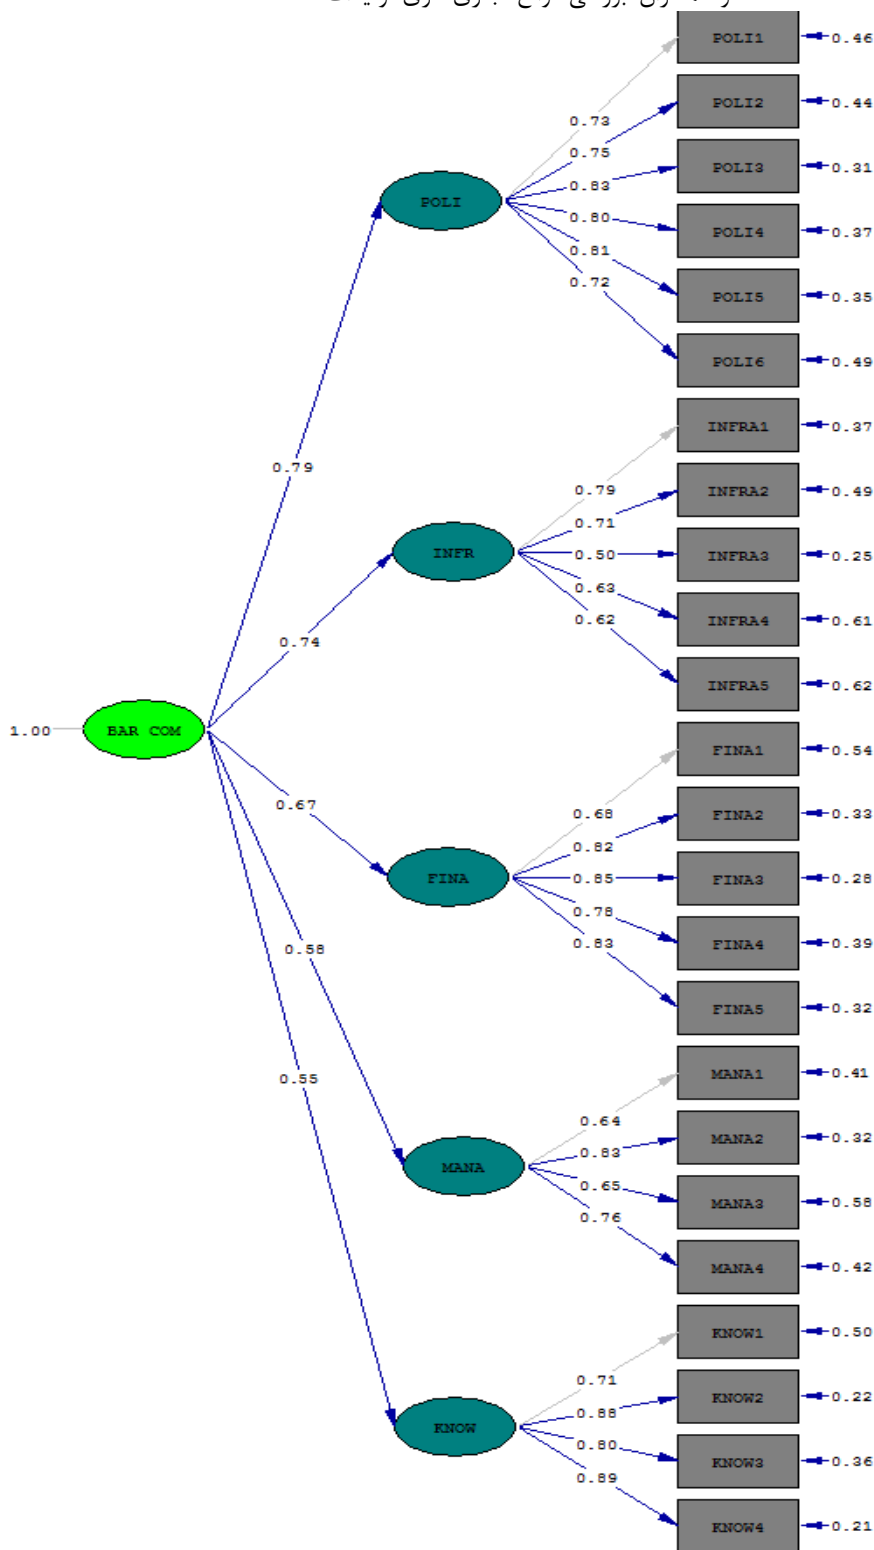 POLI1 0.46
POLI2 0.44
0.73
0.75
POLI3 0.31
0.83
POLI
0.80
POLI4 0.37
0.81
0.72
POLI5 0.35
POLI6 0.49
INFRA1 0.37
0.79
0.79
INFRA2 0.49
0.71
INFR
0.50
INFRA3 0.25
0.63
0.62
INFRA4 0.61
0.74
INFRA5 0.62
1.00 BAR COM
FINA1 0.54
0.67
0.68
FINA2 0.33
0.82
FINA
0.85
FINA3 0.28
0.78
0.83
FINA4 0.39
0.58
FINA5 0.32
MANA1 0.41
0.55
0.64
MANA2 0.32
0.83
MANA
0.65
MANA3 0.58
0.76
MANA4 0.42
KNOW1 0.50
0.71
KNOW2 0.22
0.88
KNOW
0.80
KNOW3 0.36
0.89
KNOW4 0.21